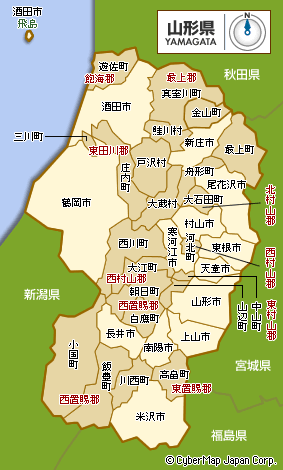 酒田市
飛島
山形県
YAMAGATA
遊佐町
飽海郡
最上郡
秋田県
真室川町
酒田市
金山町
三川町
鮭川村
東田川郡
新庄市
庄内町
戸沢村
最上町
舟形町
尾花沢市
鶴岡市
大蔵村
大石田町
北村山郡
村山市
西川町
寒河江市
河北町
東根市
西村山郡
大江町
天童市
西村山郡
新潟県
朝日町
山形市
東村山郡
西置賜郡
中山町
山辺町
白鷹町
小国町
長井市
上山市
南陽市
宮城県
飯豊町
高畠町
川西町
東置賜郡
西置賜郡
米沢市
福島県
© CyberMap Japan Corp.